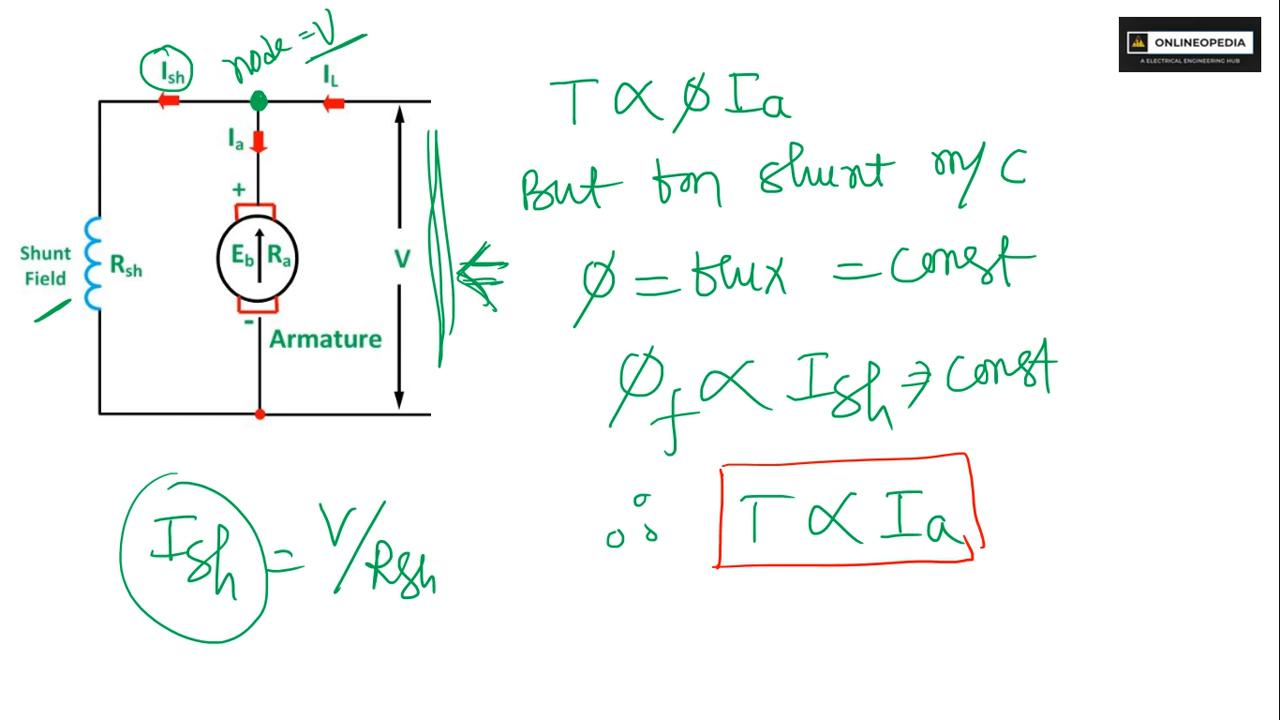 ONLINEOPEDIA
A ELECTRICAL ENGINEERING HUB
node = V
Ish
IL
Ia
+
Eb Ra
-
Armature
Shunt
Field
Rsh
V
T ∝ ϕ Ia
But for shunt m/c
ϕ = flux = const
ϕf ∝ Ish ⇒ const
∴ T ∝ Ia
Ish = V/Rsh